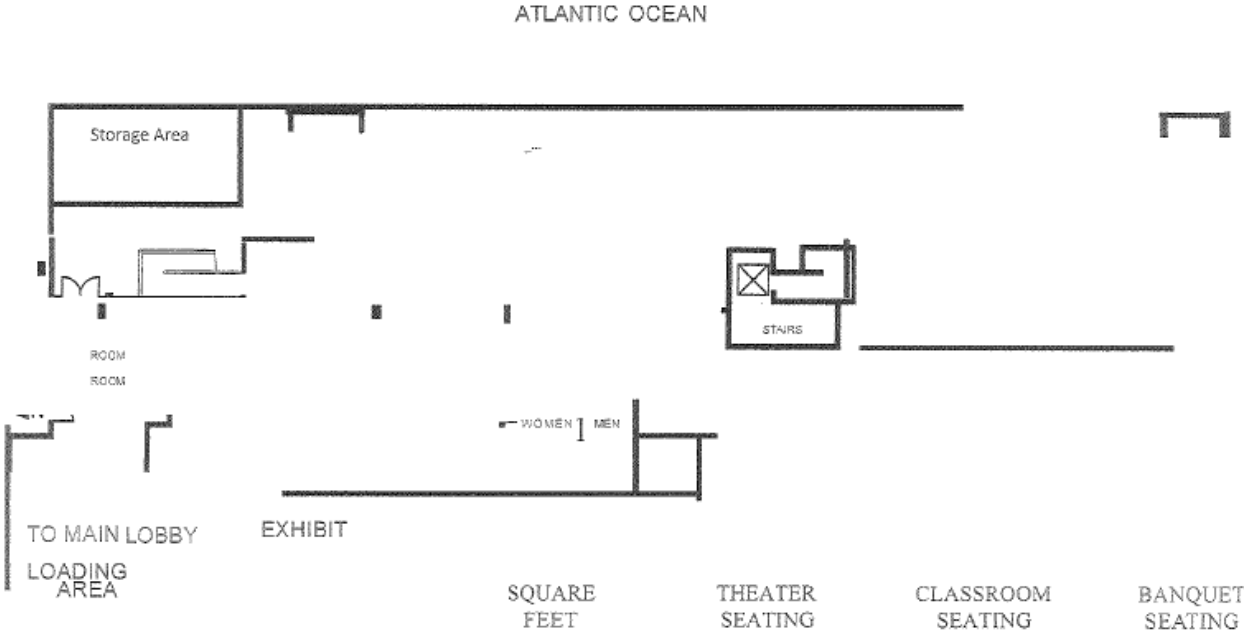 ATLANTIC OCEAN
Storage Area
STAIRS
ROOM
ROOM
WOMEN MEN
TO MAIN LOBBY
EXHIBIT
LOADING
AREA
SQUARE FEET
THEATER SEATING
CLASSROOM SEATING
BANQUET SEATING